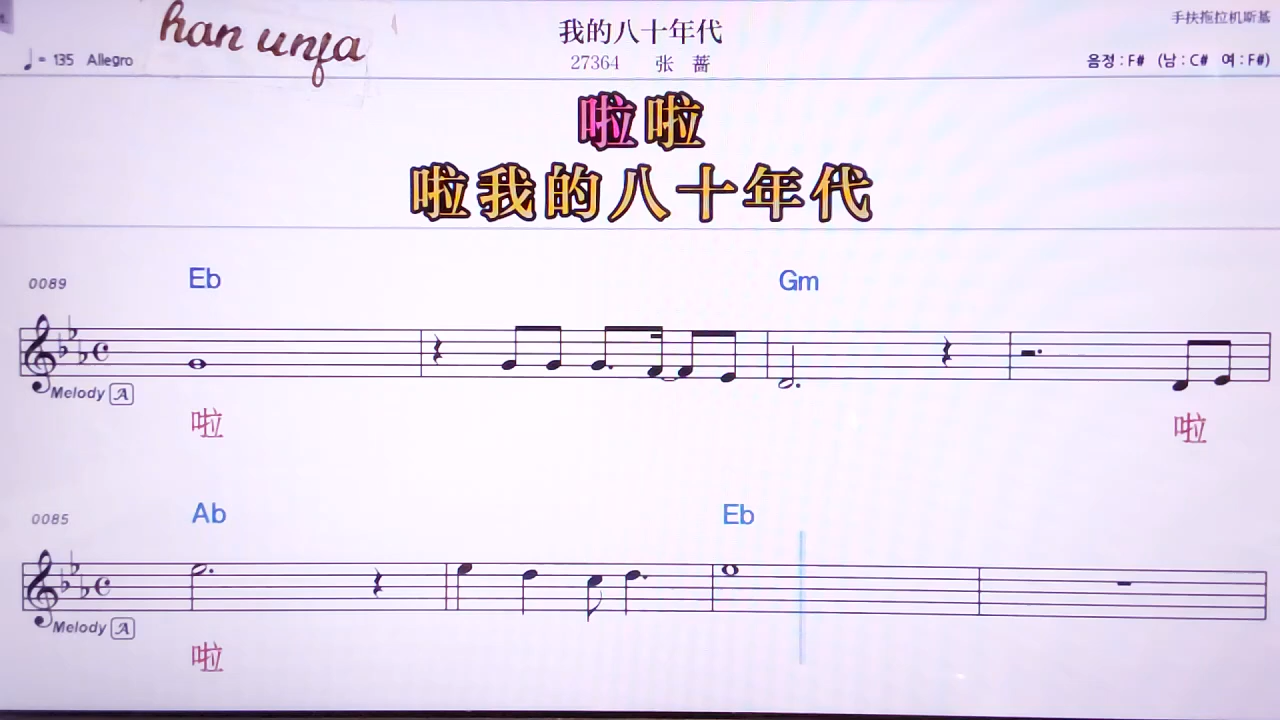 han unfa
我的八十年代
手扶拖拉机斯基
♩= 135 Allegro
27364 张 蔷
음정 : F# (남 : C# 여 : F#)
啦啦
啦我的八十年代
0089
Eb Gm
Melody A
啦 啦
0085
Ab Eb
Melody A
啦